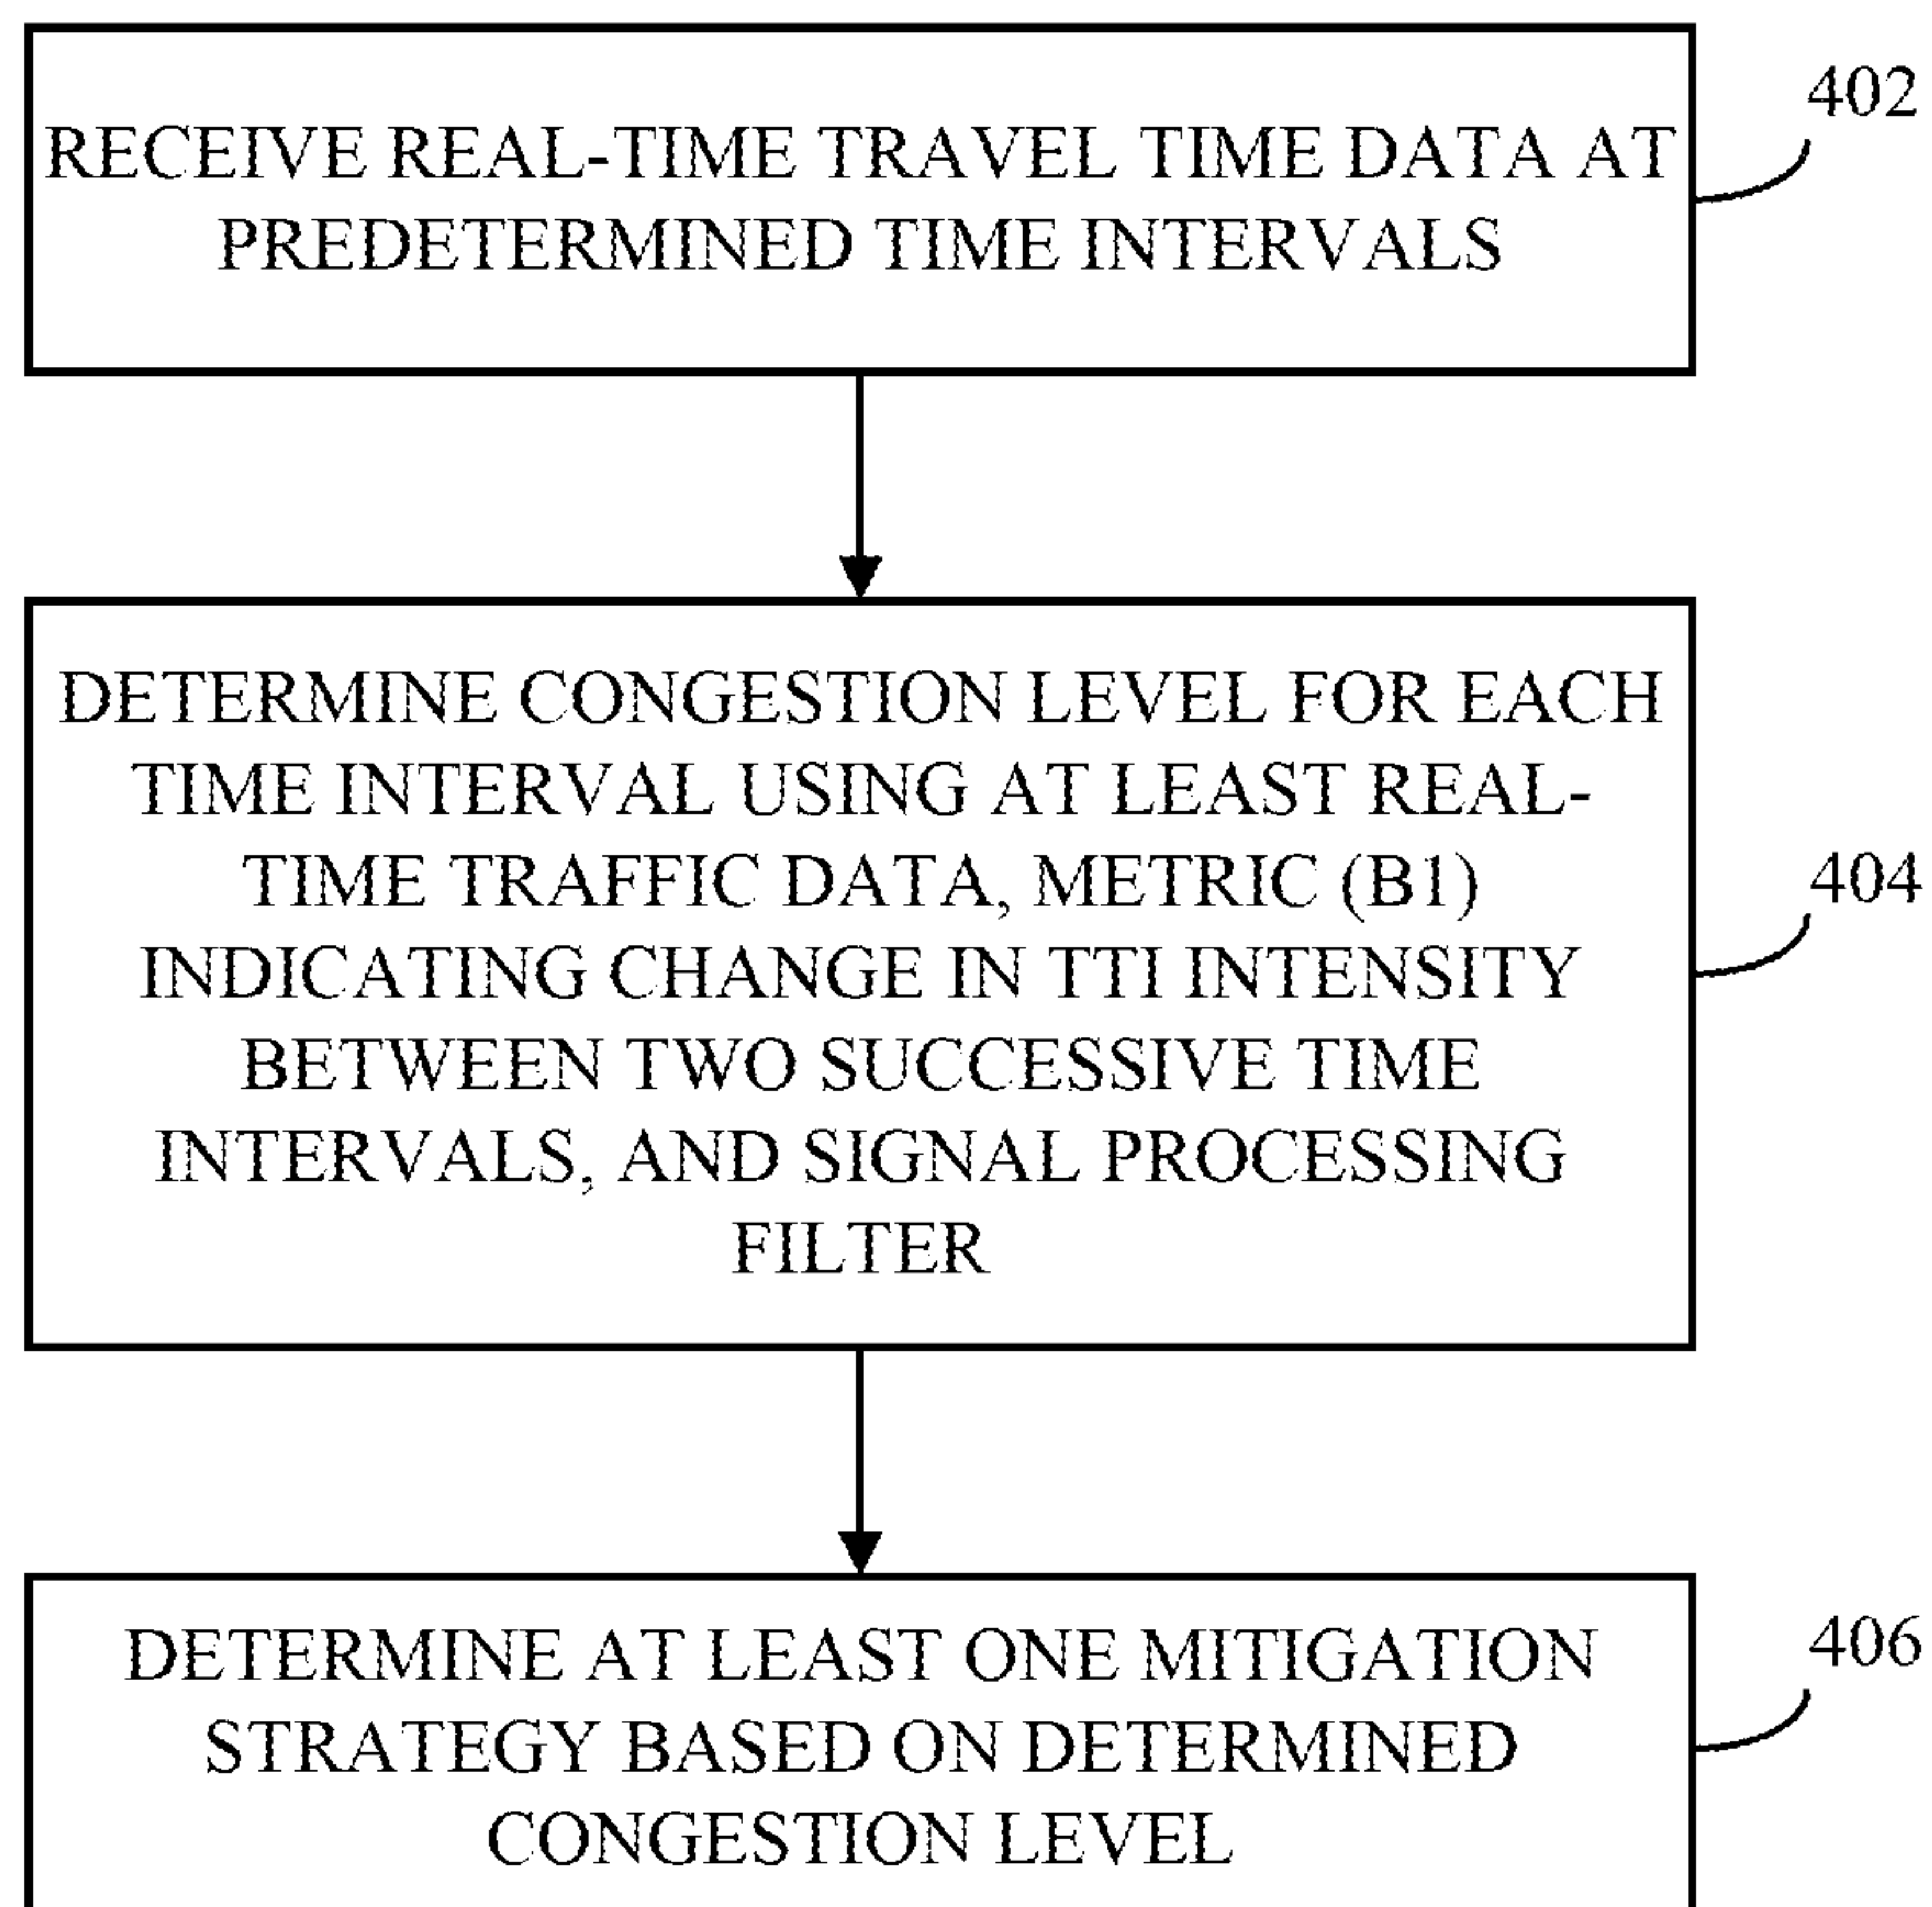 402
RECEIVE REAL-TIME TRAVEL TIME DATA AT
PREDETERMINED TIME INTERVALS
DETERMINE CONGESTION LEVEL FOR EACH
TIME INTERVAL USING AT LEAST REAL-
TIME TRAFFIC DATA, METRIC (B1)
404
INDICATING CHANGE IN TTI INTENSITY
BETWEEN TWO SUCCESSIVE TIME
INTERVALS, AND SIGNAL PROCESSING
FILTER
DETERMINE AT LEAST ONE MITIGATION
406
STRATEGY BASED ON DETERMINED
CONGESTION LEVEL